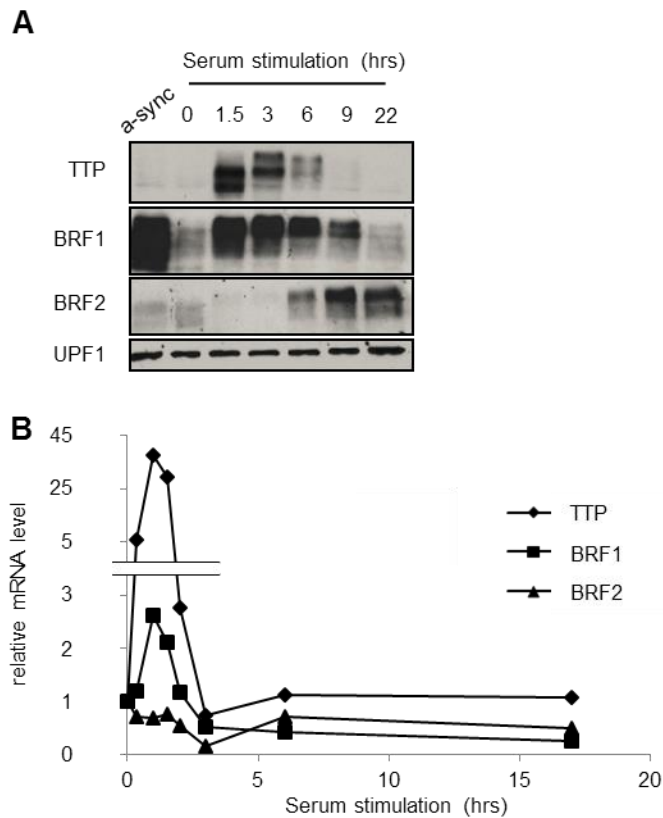 A
Serum stimulation (hrs)
a-sync 0 1.5 3 6 9 22
TTP
BRF1
BRF2
UPF1
B
45
25
5
3
2
1
0
relative mRNA level
TTP
BRF1
BRF2
0 5 10 15 20
Serum stimulation (hrs)